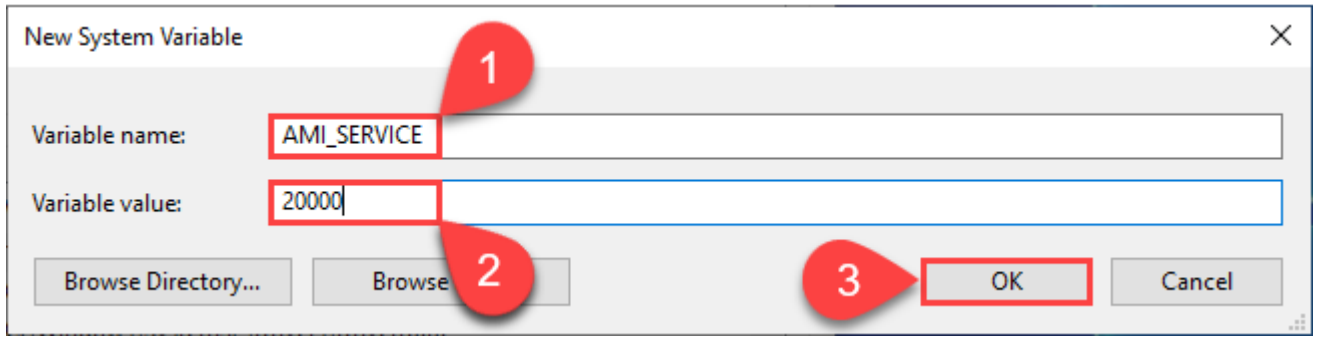 New System Variable
1
Variable name: AMI_SERVICE
Variable value: 20000
2
Browse Directory... Browse 3 OK Cancel